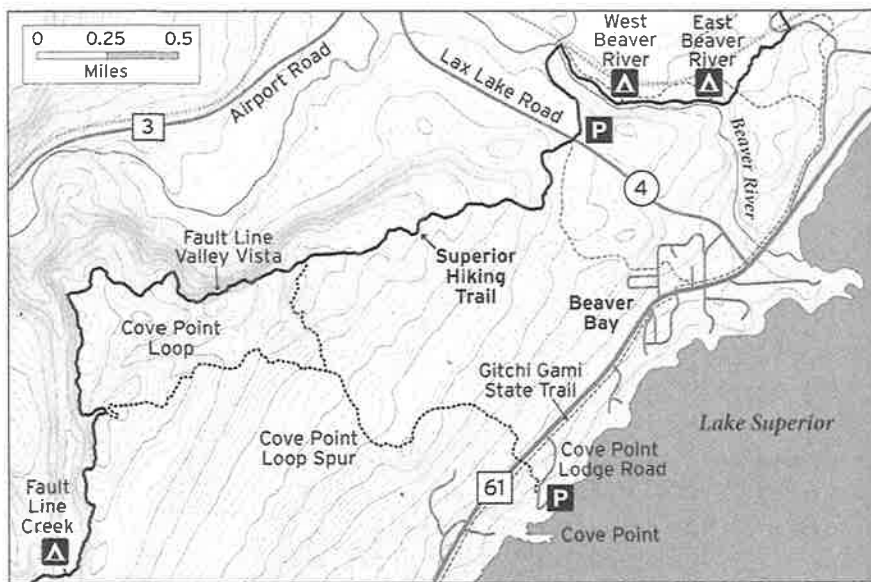 0 0.25 0.5
Miles
3
Airport Road
Lax Lake Road
West
Beaver
River
East
Beaver
River
P
Beaver River
4
Fault Line
Valley Vista
Superior
Hiking
Trail
Cove Point
Loop
Beaver
Bay
Gitchi Gami
State Trail
Lake Superior
Cove Point
Loop Spur
Cove Point
Lodge Road
61
P
Cove Point
Fault
Line
Creek